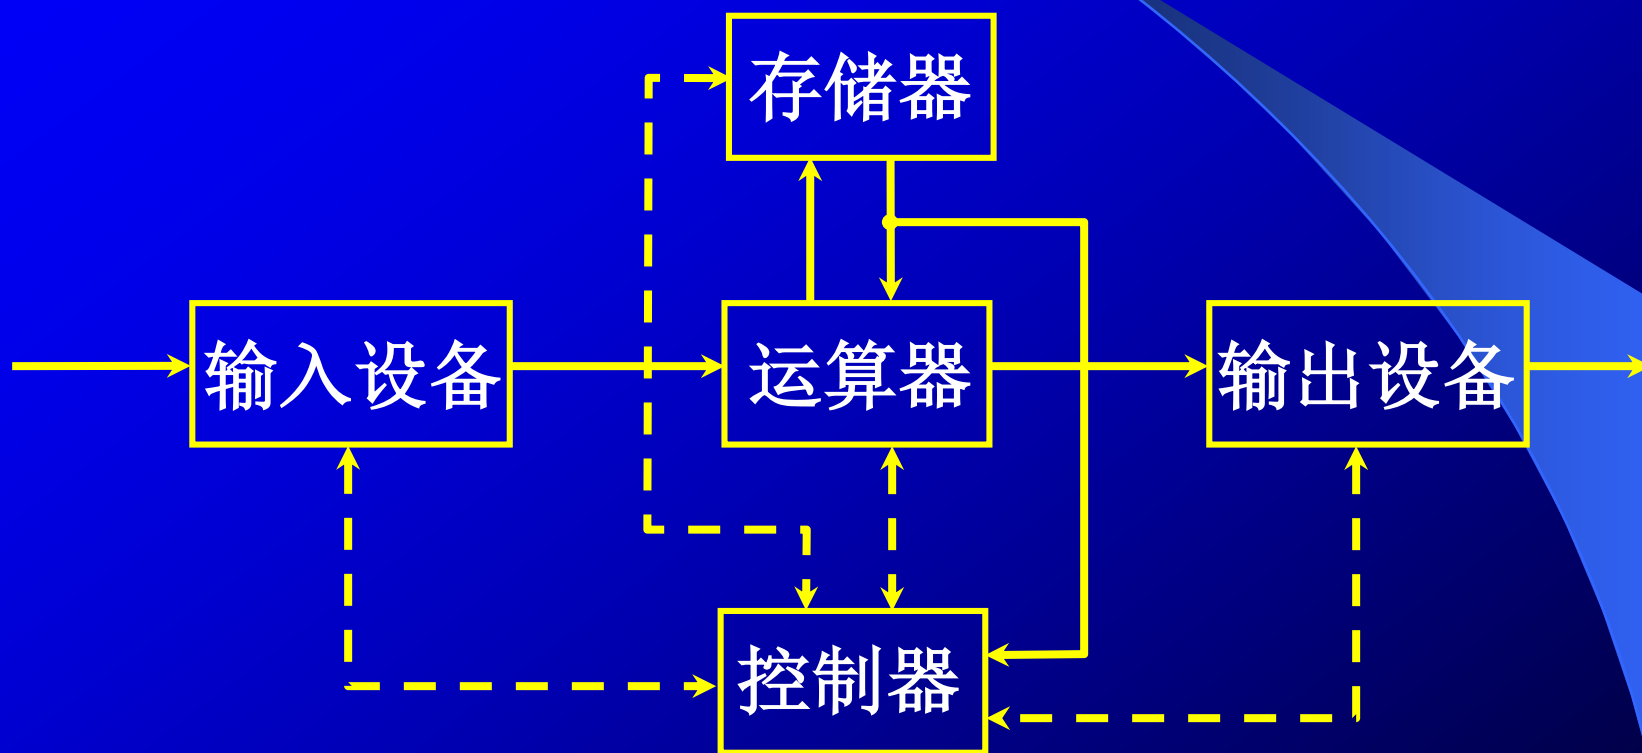 存储器
输入设备
运算器
输出设备
控制器